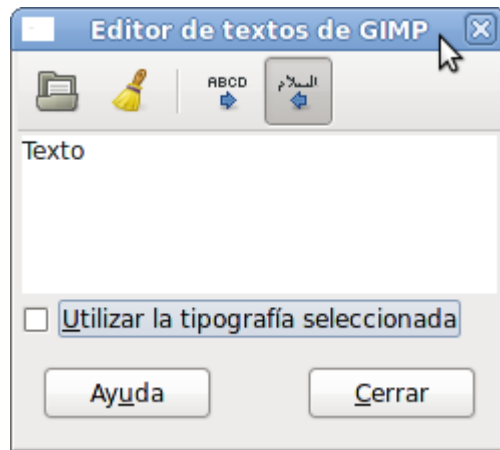 Editor de textos de GIMP
ABCD
السلام
Texto
Utilizar la tipografía seleccionada
Ayuda
Cerrar